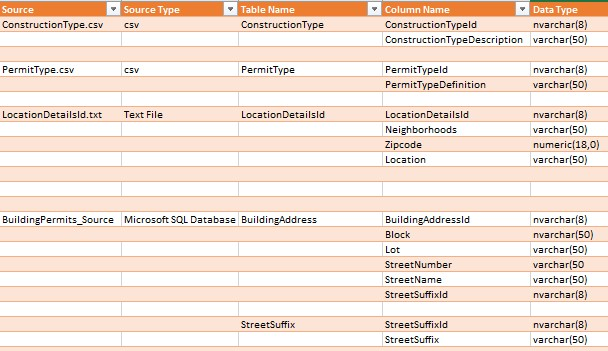 Source Source Type Table Name Column Name Data Type
ConstructionType.csv csv ConstructionType ConstructionTypeId nvarchar(8)
ConstructionTypeDescription varchar(50)
PermitType.csv csv PermitType PermitTypeId nvarchar(8)
PermitTypeDefinition varchar(50)
LocationDetailsId.txt Text File LocationDetailsId LocationDetailsId nvarchar(8)
Neighborhoods varchar(50)
Zipcode numeric(18,0)
Location varchar(50)
BuildingPermits_Source Microsoft SQL Database BuildingAddress BuildingAddressId nvarchar(8)
Block nvarchar(50)
Lot varchar(50)
StreetNumber varchar(50
StreetName varchar(50)
StreetSuffixId nvarchar(8)
StreetSuffix StreetSuffixId nvarchar(8)
StreetSuffix varchar(50)